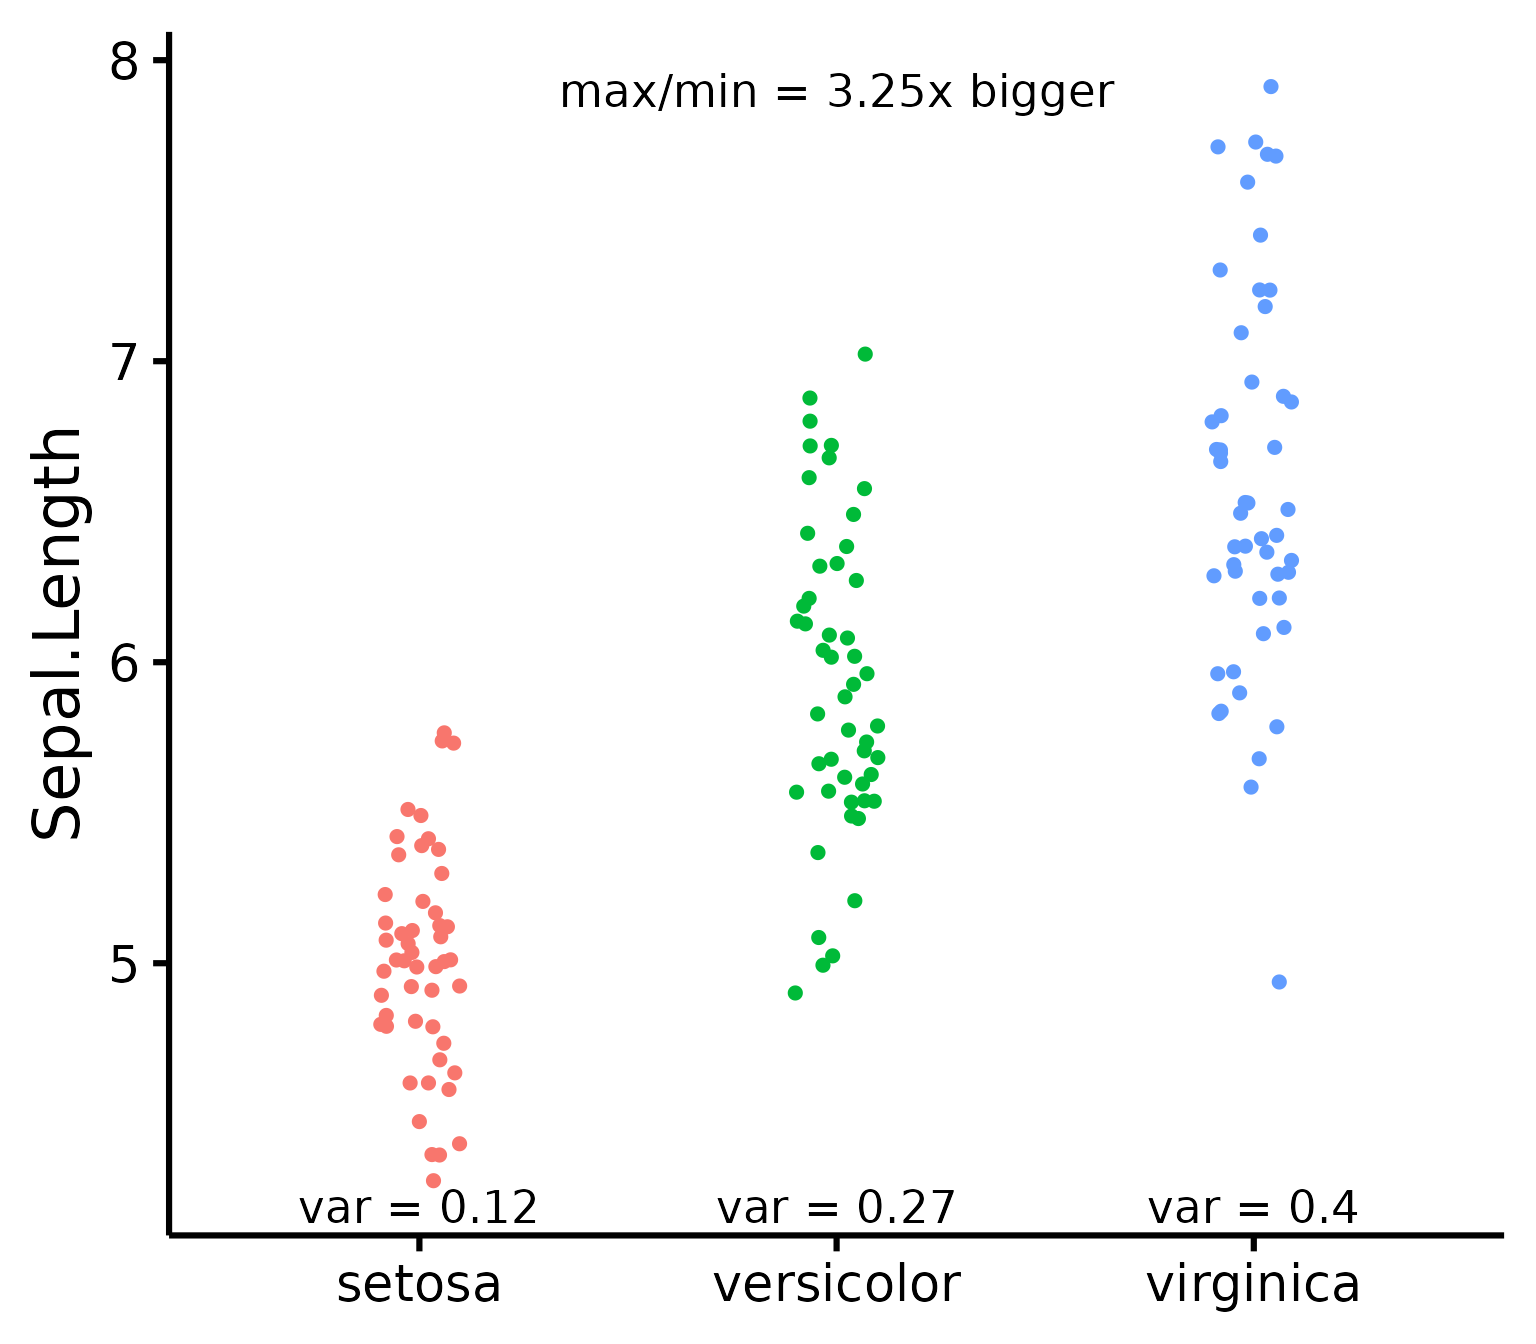 max/min = 3.25x bigger
8
7
6
5
Sepal.Length
var = 0.12
var = 0.27
var = 0.4
setosa
versicolor
virginica